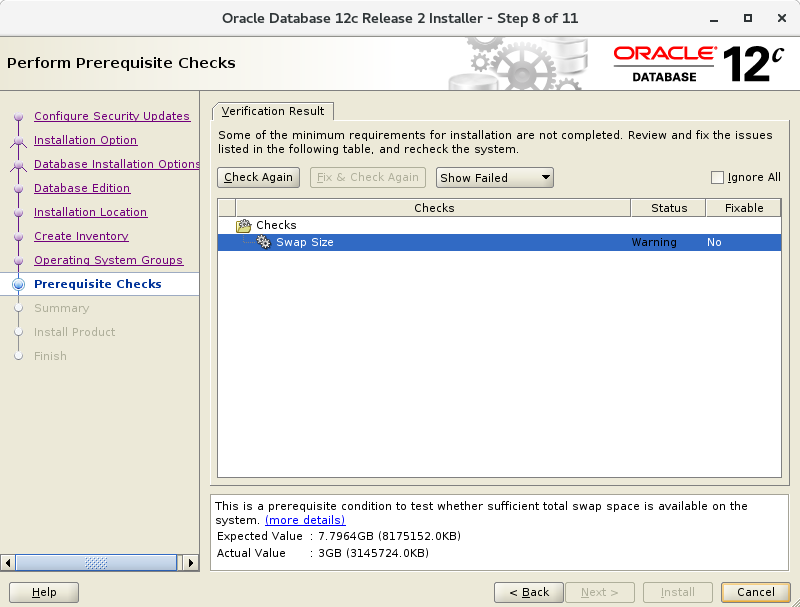 Oracle Database 12c Release 2 Installer - Step 8 of 11
Perform Prerequisite Checks
ORACLE
DATABASE
12c
Configure Security Updates
Installation Option
Database Installation Options
Database Edition
Installation Location
Create Inventory
Operating System Groups
Prerequisite Checks
Summary
Install Product
Finish
Verification Result
Some of the minimum requirements for installation are not completed. Review and fix the issues
listed in the following table, and recheck the system.
Check Again
Fix & Check Again
Show Failed
Ignore All
Checks Status Fixable
Checks
Swap Size Warning No
This is a prerequisite condition to test whether sufficient total swap space is available on the
system. (more details)
Expected Value : 7.7964GB (8175152.0KB)
Actual Value : 3GB (3145724.0KB)
Help
< Back
Next >
Install
Cancel